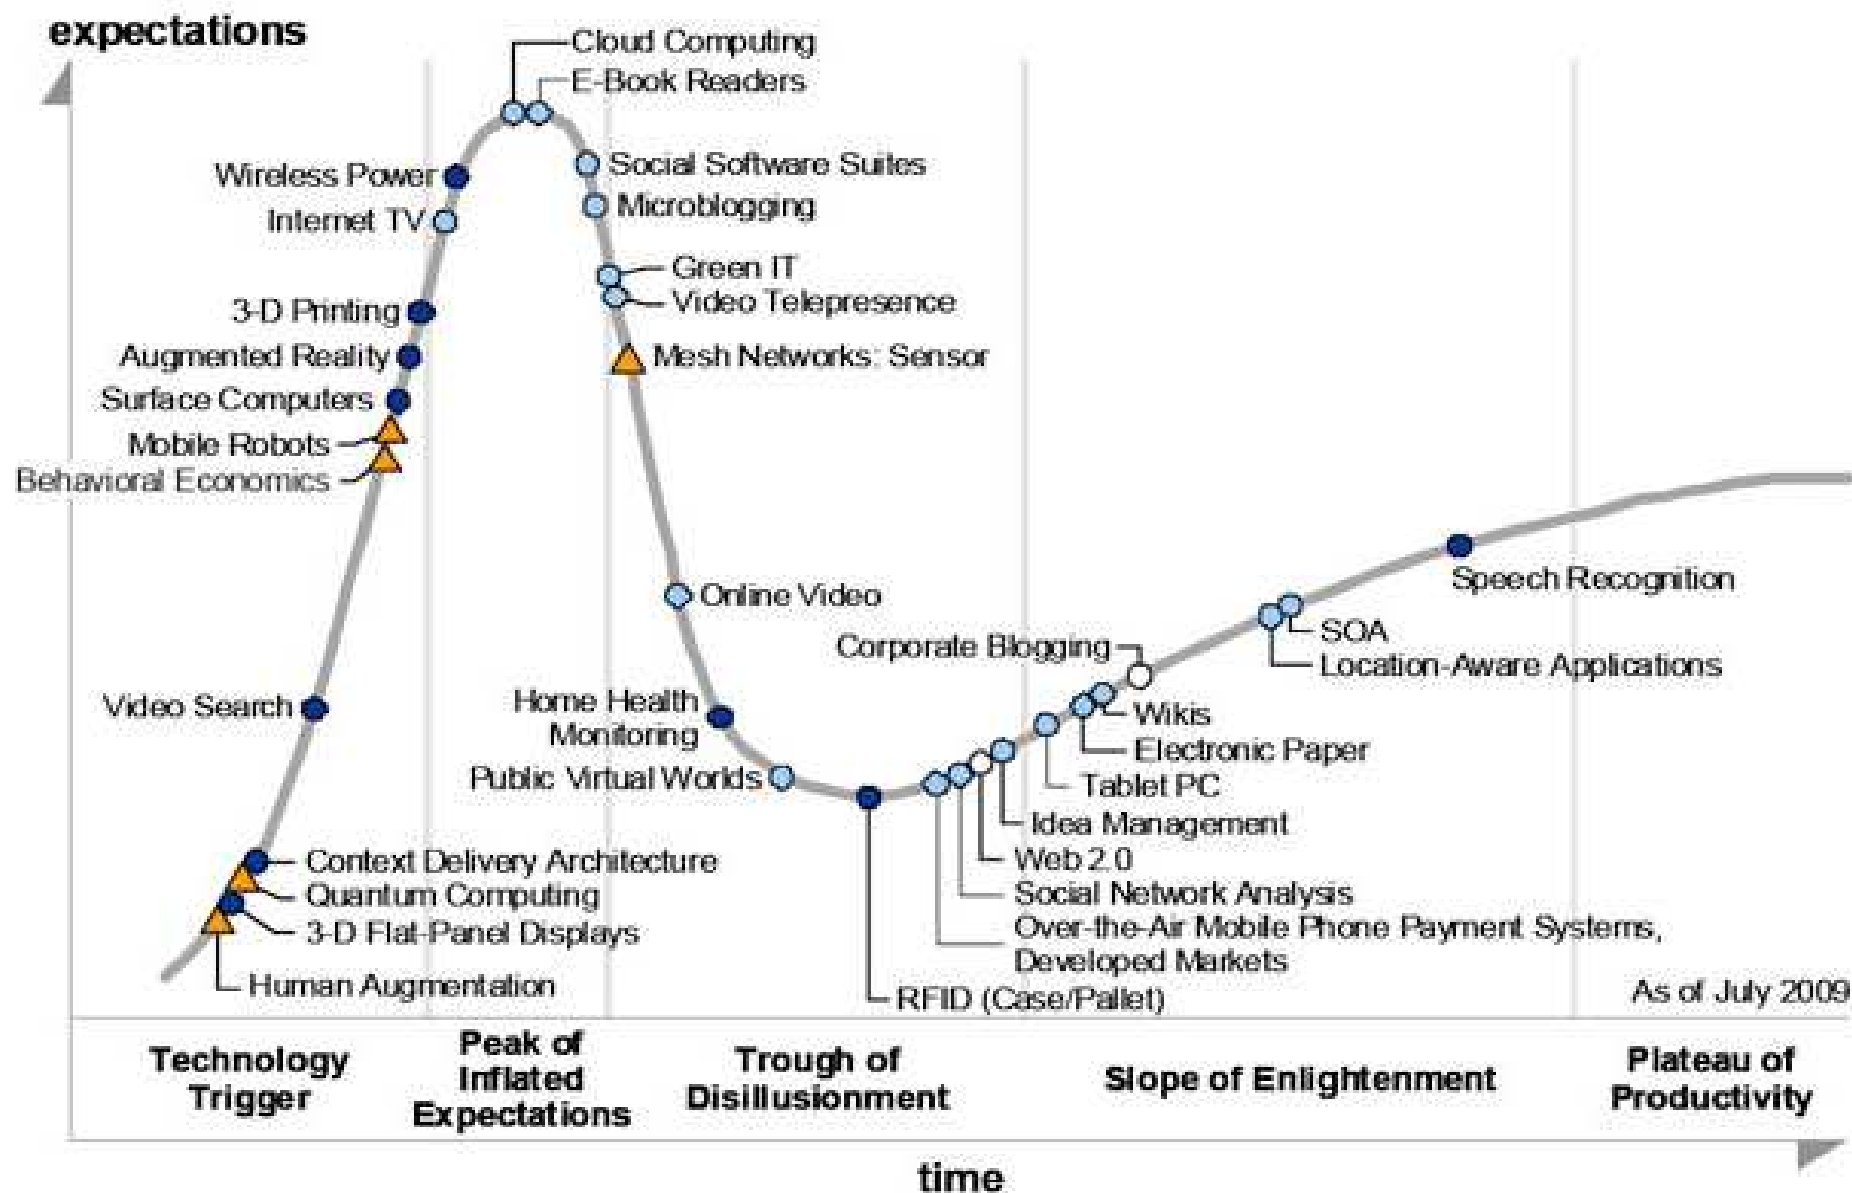 expectations
Cloud Computing
E-Book Readers
Wireless Power
Social Software Suites
Internet TV
Microblogging
Green IT
Video Telepresence
3-D Printing
Augmented Reality
Mesh Networks: Sensor
Surface Computers
Mobile Robots
Behavioral Economics
Online Video
Speech Recognition
SOA
Corporate Blogging
Location-Aware Applications
Video Search
Home Health
Monitoring
Wikis
Electronic Paper
Public Virtual Worlds
Tablet PC
Idea Management
Context Delivery Architecture
Web 2.0
Quantum Computing
Social Network Analysis
3-D Flat-Panel Displays
Over-the-Air Mobile Phone Payment Systems,
Developed Markets
Human Augmentation
RFID (Case/Pallet)
As of July 2009
Technology
Trigger
Peak of
Inflated
Expectations
Trough of
Disillusionment
Slope of Enlightenment
Plateau of
Productivity
time